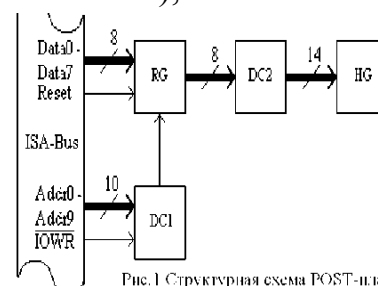 );
Data0 -
Data7
Reset
8
RG
8
DC2
14
HG
ISA-Bus
Addr0 -
Addr9
IOWR
10
DC1
Рис.1 Структурная схема POST-пла